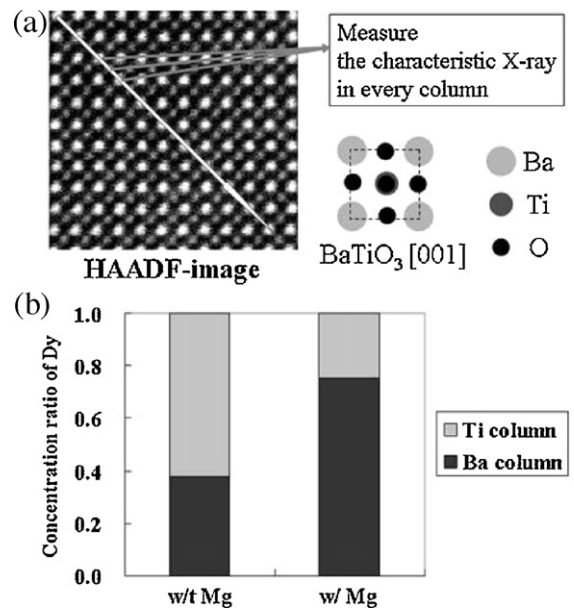 (a)
Measure
the characteristic X-ray
in every column
Ba
Ti
O
BaTiO₃ [001]
HAADF-image
(b)
Concentration ratio of Dy
1.0
0.8
0.6
0.4
0.2
0.0
w/t Mg
w/ Mg
Ti column
Ba column